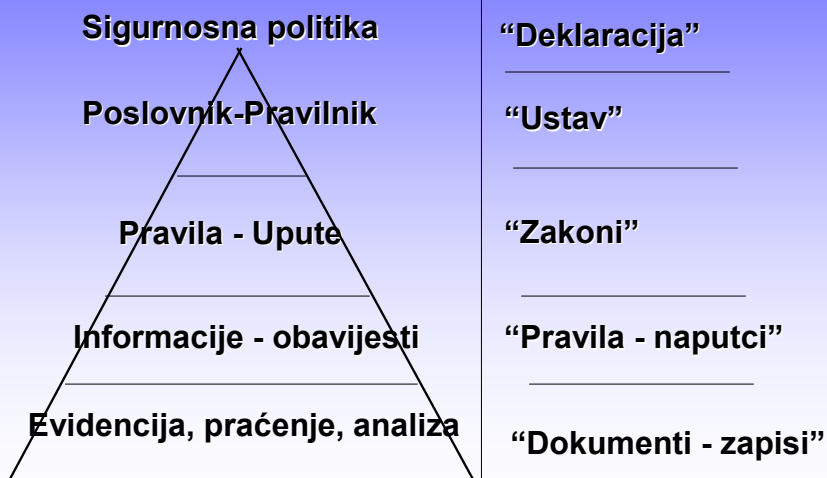 Sigurnosna politika
“Deklaracija”
Poslovnik-Pravilnik
“Ustav”
Pravila - Upute
“Zakoni”
Informacije - obavijesti
“Pravila - naputci”
Evidencija, praćenje, analiza
“Dokumenti - zapisi”